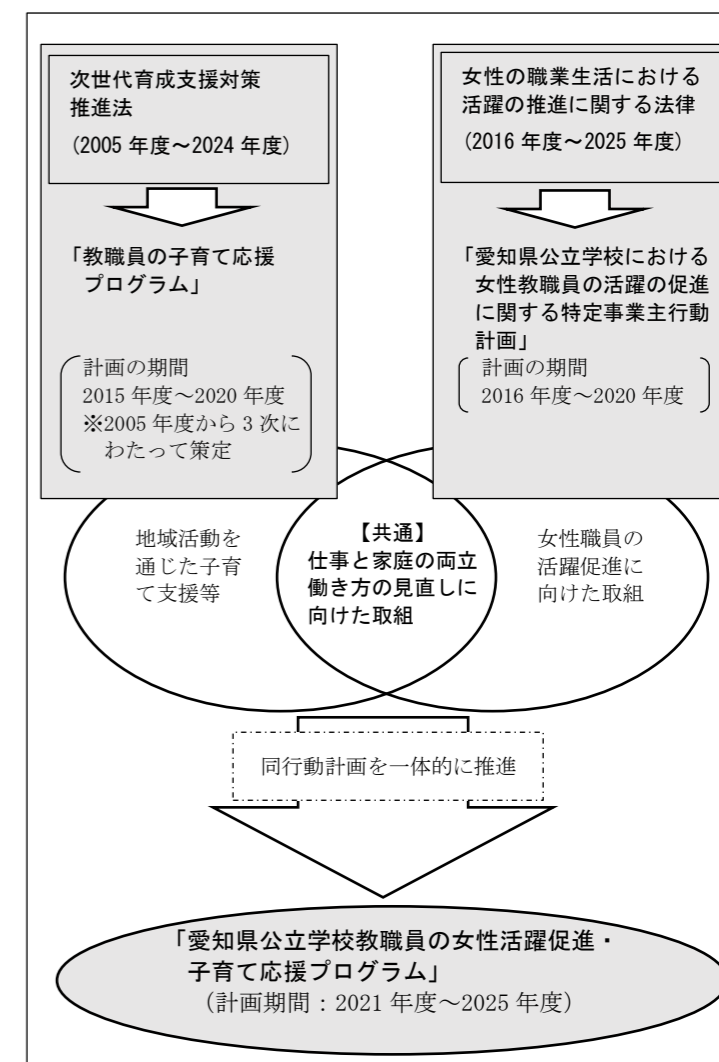 次世代育成支援対策
推進法
(2005 年度～2024 年度)
「教職員の子育て応援
プログラム」
計画の期間
2015 年度～2020 年度
※2005 年度から 3 次に
わたって策定
女性の職業生活における
活躍の推進に関する法律
(2016 年度～2025 年度)
「愛知県公立学校における
女性教職員の活躍の促進
に関する特定事業主行動
計画」
計画の期間
2016 年度～2020 年度
地域活動を
通じた子育
て支援等
【共通】
仕事と家庭の両立
働き方の見直しに
向けた取組
女性職員の
活躍促進に
向けた取組
同行動計画を一体的に推進
「愛知県公立学校教職員の女性活躍促進・
子育て応援プログラム」
（計画期間：2021 年度～2025 年度）